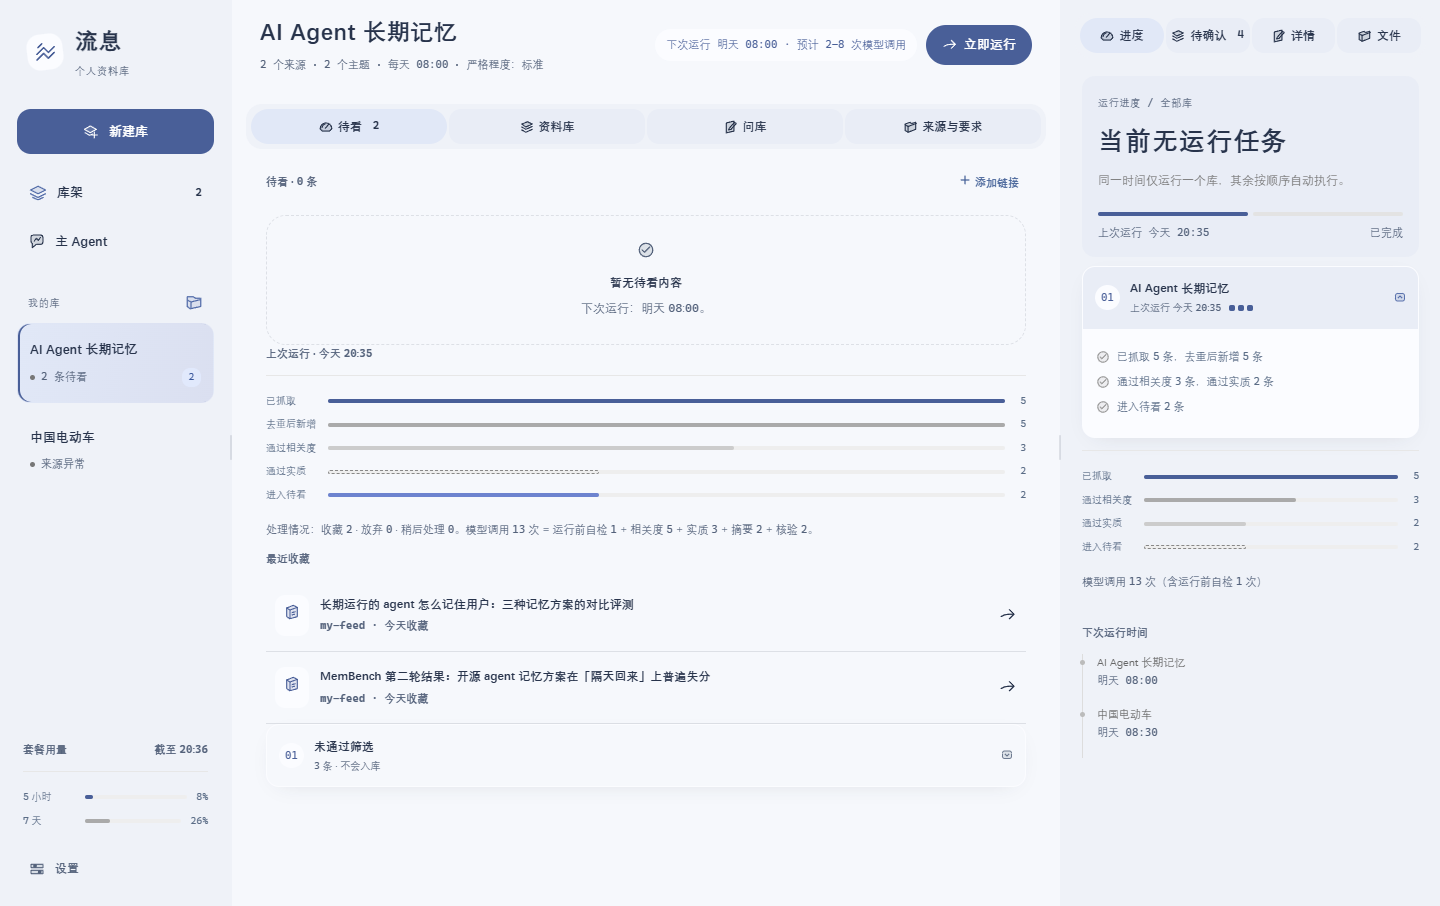 流息
个人资料库
新建库
库架 2
主 Agent
我的库
AI Agent 长期记忆
2 条待看 2
中国电动车
来源异常
套餐用量 截至 20:36
5 小时 8%
7 天 26%
设置
AI Agent 长期记忆
2 个来源 · 2 个主题 · 每天 08:00 · 严格程度: 标准
下次运行 明天 08:00 · 预计 2–8 次模型调用
立即运行
待看 2
资料库
问库
来源与要求
待看 · 0 条
添加链接
暂无待看内容
下次运行：明天 08:00。
上次运行 · 今天 20:35
已抓取 5
去重后新增 5
通过相关度 3
通过实质 2
进入待看 2
处理情况：收藏 2 · 放弃 0 · 稍后处理 0。模型调用 13 次 = 运行前自检 1 + 相关度 5 + 实质 3 + 摘要 2 + 核验 2。
最近收藏
长期运行的 agent 怎么记住用户：三种记忆方案的对比评测
my-feed · 今天收藏
MemBench 第二轮结果：开源 agent 记忆方案在「隔天回来」上普遍失分
my-feed · 今天收藏
01
未通过筛选
3 条 · 不会入库
进度
待确认 4
详情
文件
运行进度 / 全部库
当前无运行任务
同一时间仅运行一个库，其余按顺序自动执行。
上次运行 今天 20:35 已完成
01
AI Agent 长期记忆
上次运行 今天 20:35
已抓取 5 条，去重后新增 5 条
通过相关度 3 条，通过实质 2 条
进入待看 2 条
已抓取 5
通过相关度 3
通过实质 2
进入待看 2
模型调用 13 次（含运行前自检 1 次）
下次运行时间
AI Agent 长期记忆
明天 08:00
中国电动车
明天 08:30